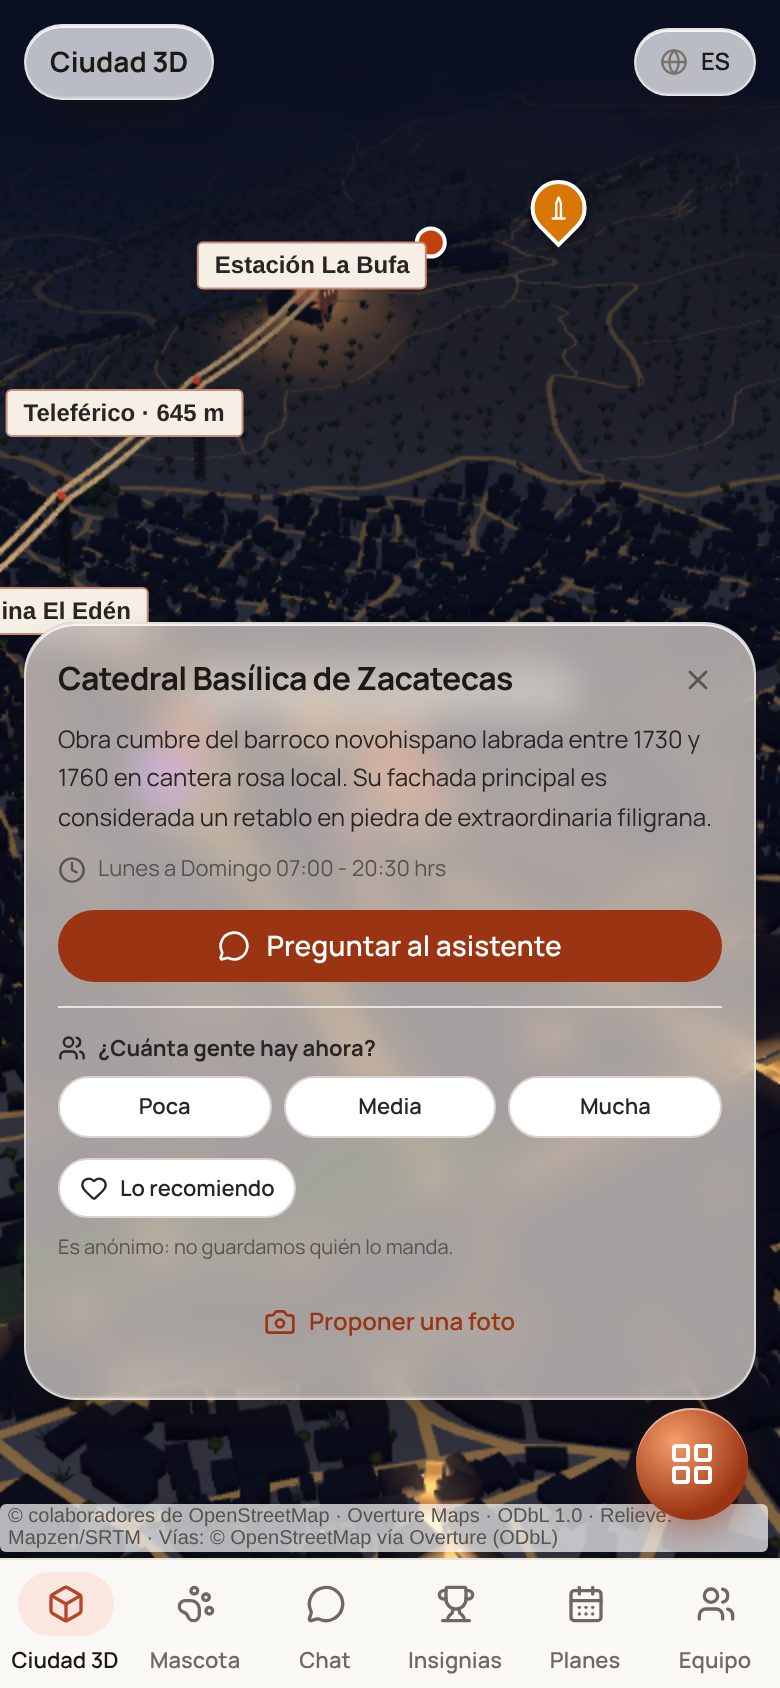 Ciudad 3D
ES
Estación La Bufa
Teleférico · 645 m
ina El Edén
Catedral Basílica de Zacatecas
Obra cumbre del barroco novohispano labrada entre 1730 y
1760 en cantera rosa local. Su fachada principal es
considerada un retablo en piedra de extraordinaria filigrana.
Lunes a Domingo 07:00 - 20:30 hrs
Preguntar al asistente
¿Cuánta gente hay ahora?
Poca
Media
Mucha
Lo recomiendo
Es anónimo: no guardamos quién lo manda.
Proponer una foto
© colaboradores de OpenStreetMap · Overture Maps · ODbL 1.0 · Relieve:
Mapzen/SRTM · Vías: © OpenStreetMap vía Overture (ODbL)
Ciudad 3D
Mascota
Chat
Insignias
Planes
Equipo